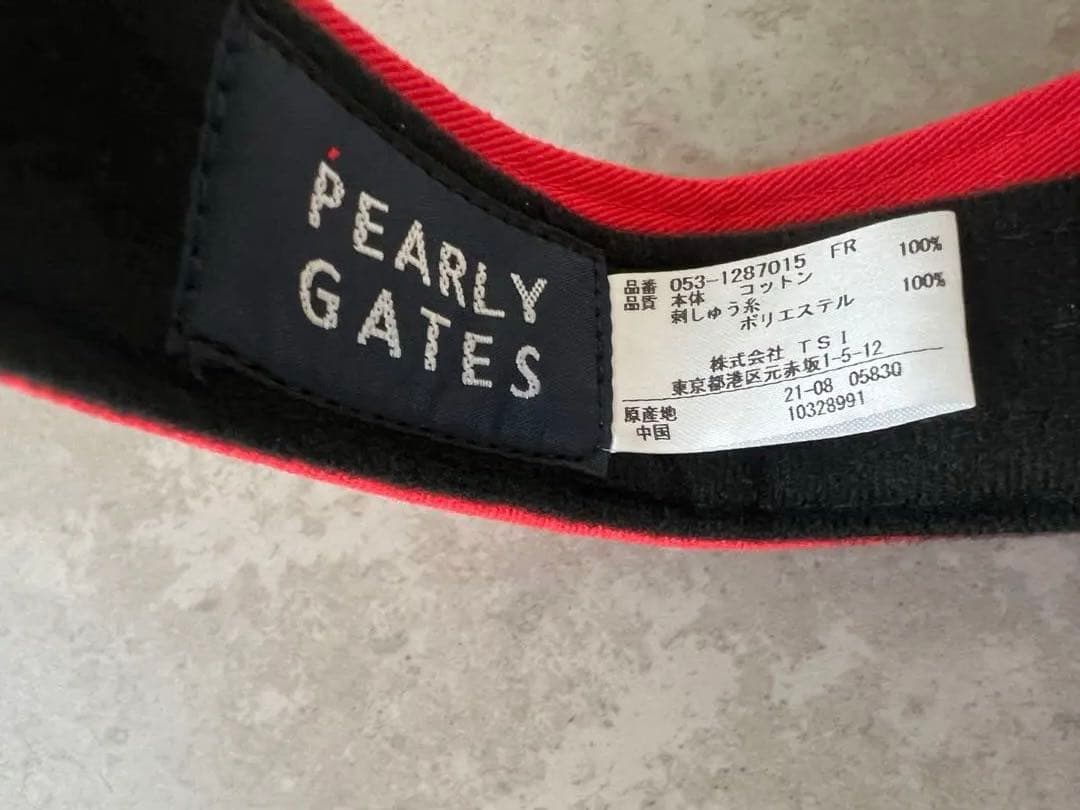 PEARLY
GATES
品番 053-1287015 FR
品質 本体 コットン 100%
刺しゅう糸
ポリエステル 100%
株式会社 TSI
東京都港区元赤坂1-5-12
21-08 05830
原産地 10328991
中国